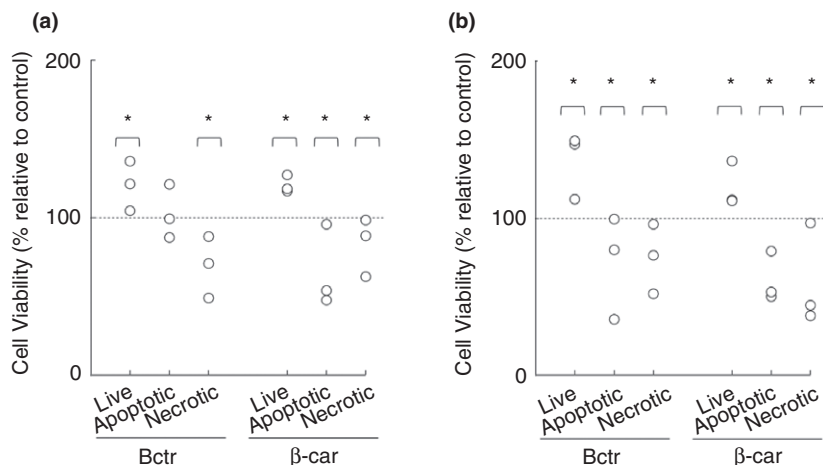 (a)
Cell Viability (% relative to control)
200
100
0
* * * * *
Live Apoptotic Necrotic Live Apoptotic Necrotic
Bctr β-car
(b)
Cell Viability (% relative to control)
200
100
0
* * * * * *
Live Apoptotic Necrotic Live Apoptotic Necrotic
Bctr β-car